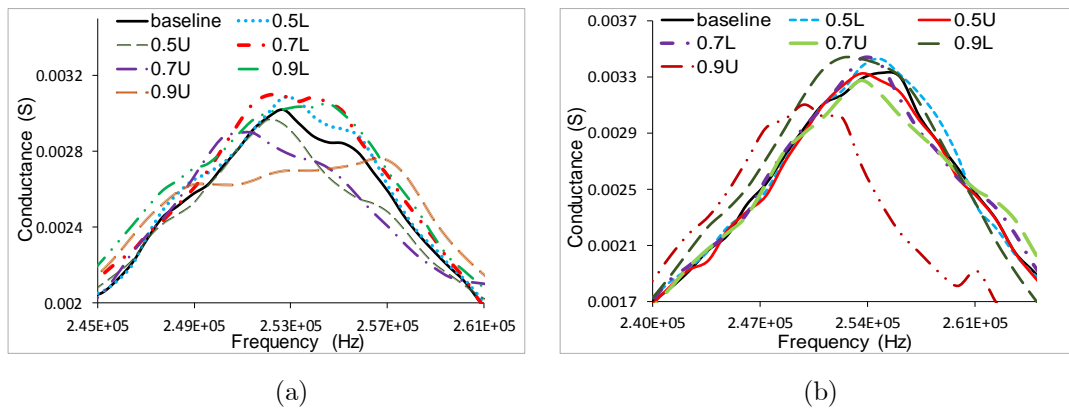 baseline 0.5L
0.5U 0.7L
0.7U 0.9L
0.9U
0.0032
0.0028
0.0024
0.002
Conductance (S)
2.45E+05 2.49E+05 2.53E+05 2.57E+05 2.61E+05
Frequency (Hz)
(a)
baseline 0.5L 0.5U
0.7L 0.7U 0.9L
0.9U
0.0037
0.0033
0.0029
0.0025
0.0021
0.0017
Conductance (S)
2.40E+05 2.47E+05 2.54E+05 2.61E+05
Frequency (Hz)
(b)